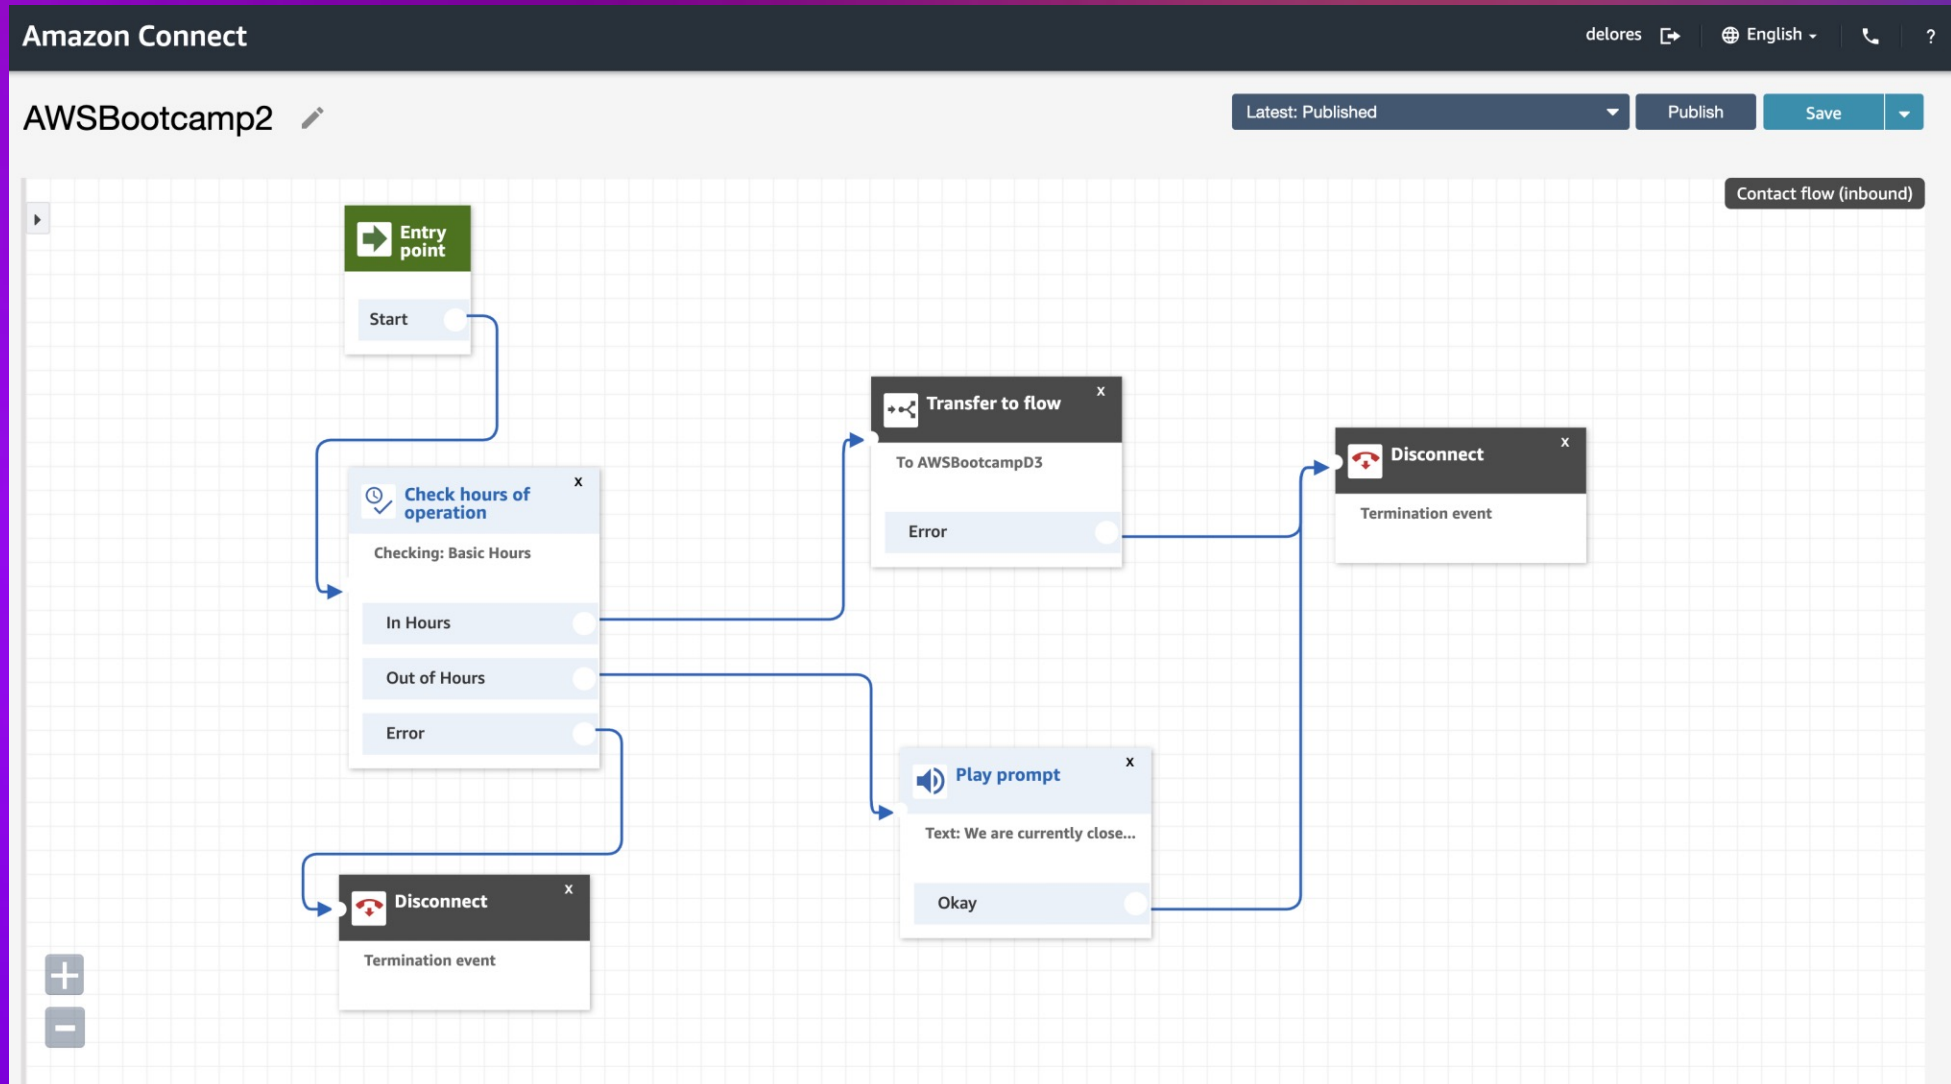 Amazon Connect
delores
English
?
AWSBootcamp2
Latest: Published
Publish
Save
Contact flow (inbound)
Entry
point
Start
Transfer to flow
x
To AWSBootcampD3
Error
Disconnect
x
Termination event
Check hours of
operation
x
Checking: Basic Hours
In Hours
Out of Hours
Error
Play prompt
x
Text: We are currently close...
Okay
Disconnect
x
Termination event